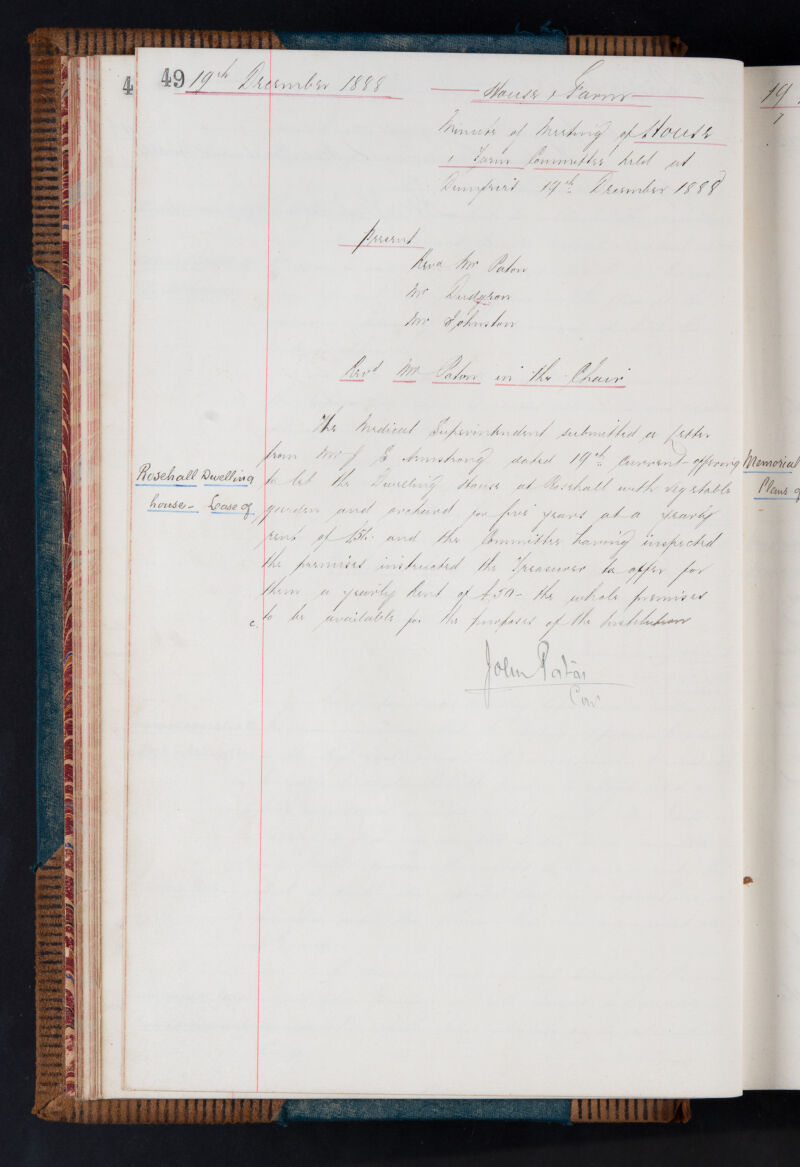 4
49 19th December 1888
House & Farm
Minute of Meeting of House
& Farm Committee held at
Dumfries 19th December 1888
Present
Revd Mr Paton
Mr Dudgeon
Mr Johnston
Revd Mr Paton in the Chair
The Medical Superintendent submitted a Letter
from Mr J E Armstrong dated 19th Current offering
Rosehall Dwelling
house - Lease of
to let the Dwelling House at Rosehall with vegetable
garden and orchard for five years at a yearly
rent of and the Committee having inspected
the premises instructed the Treasurer to offer for
them a yearly Rent of £50 - the whole premises
to be available for the purposes of the Institution
c.
John Paton
Con
19
Memorial
Plans of